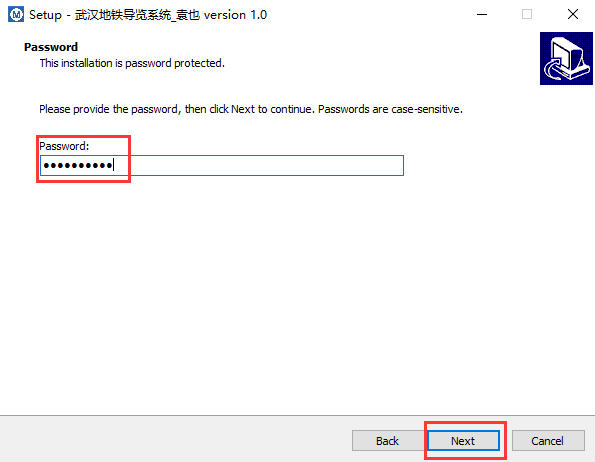 Setup - 武汉地铁导览系统_袁也 version 1.0
Password
This installation is password protected.
Please provide the password, then click Next to continue. Passwords are case-sensitive.
Password:
●●●●●●●●●●
Back
Next
Cancel